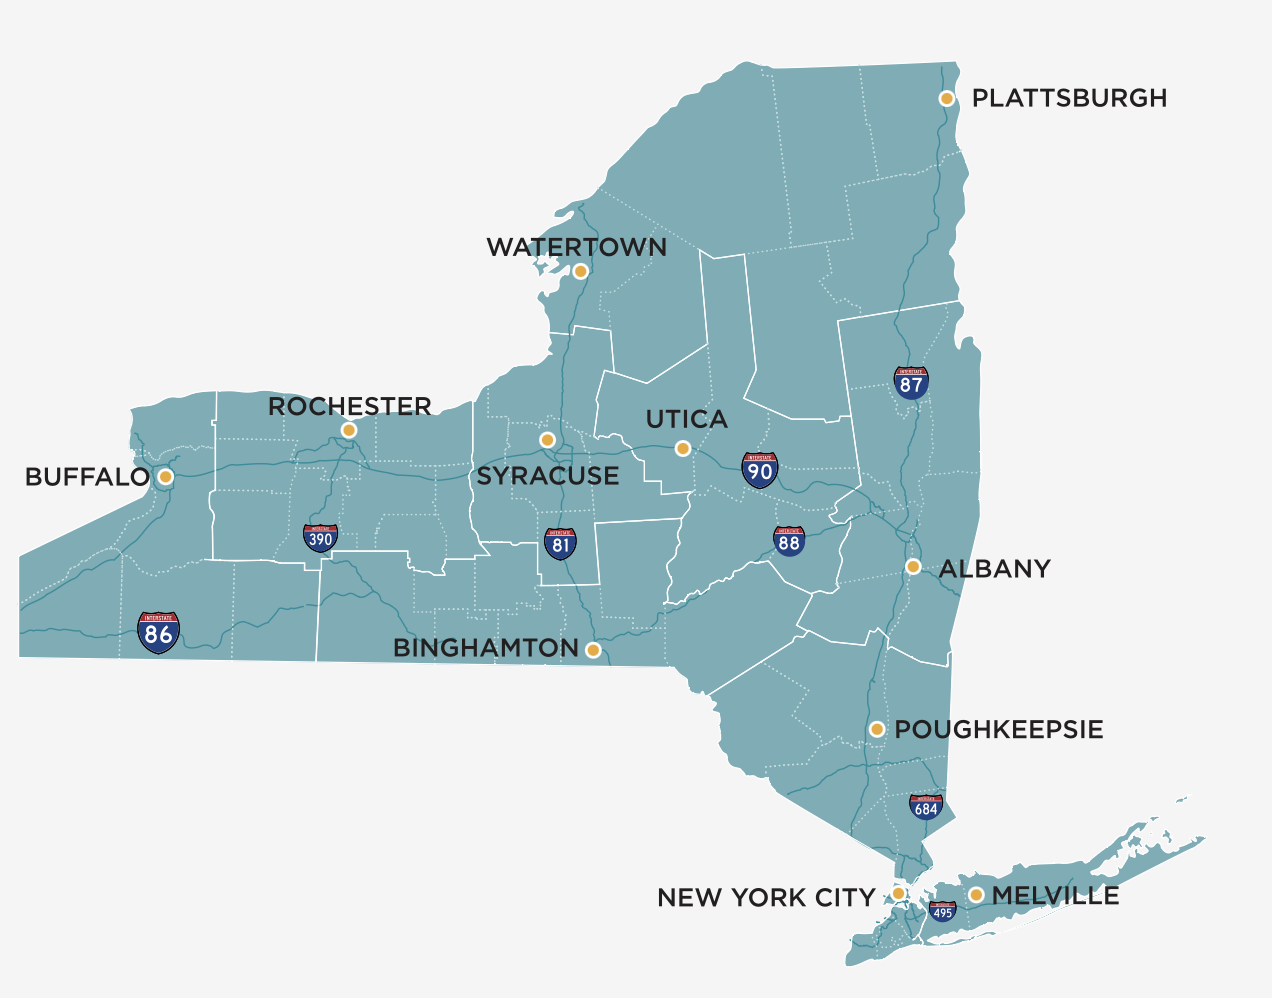 PLATTSBURGH
WATERTOWN
INTERSTATE
87
ROCHESTER
UTICA
BUFFALO
SYRACUSE
INTERSTATE
90
INTERSTATE
390
INTERSTATE
81
INTERSTATE
88
ALBANY
INTERSTATE
86
BINGHAMTON
POUGHKEEPSIE
INTERSTATE
684
NEW YORK CITY
INTERSTATE
495
MELVILLE